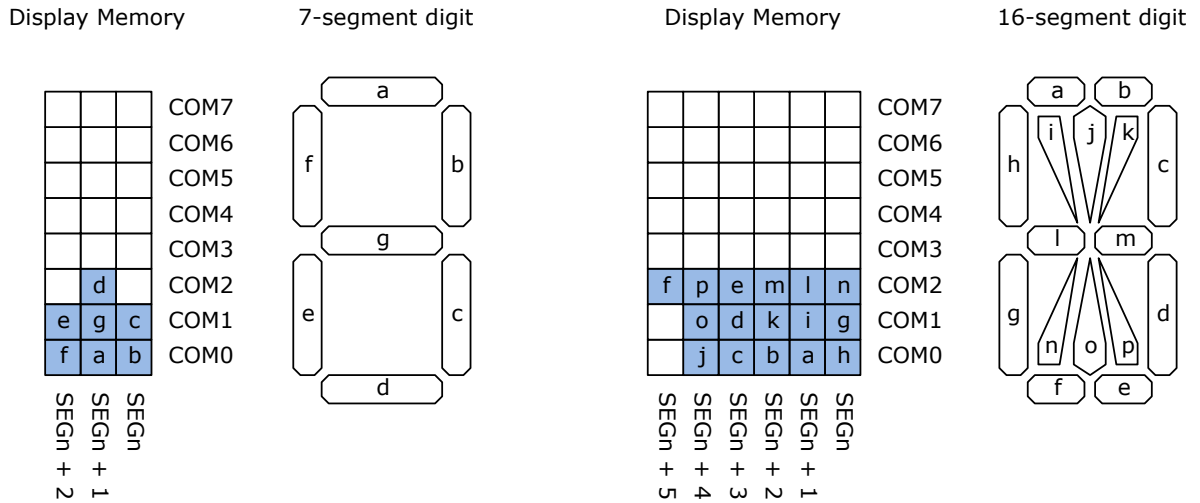 Display Memory 7-segment digit Display Memory 16-segment digit
a a b
COM7 COM7
i j k
COM6 COM6
f b h c
COM5 COM5
COM4 COM4
g l m
COM3 COM3
d COM2 f p e m l n COM2
e g c COM1 e c o d k i g COM1 g d
f a b COM0 j c b a h COM0 n o p
d f e
SEGn + 2 SEGn + 1 SEGn SEGn + 5 SEGn + 4 SEGn + 3 SEGn + 2 SEGn + 1 SEGn